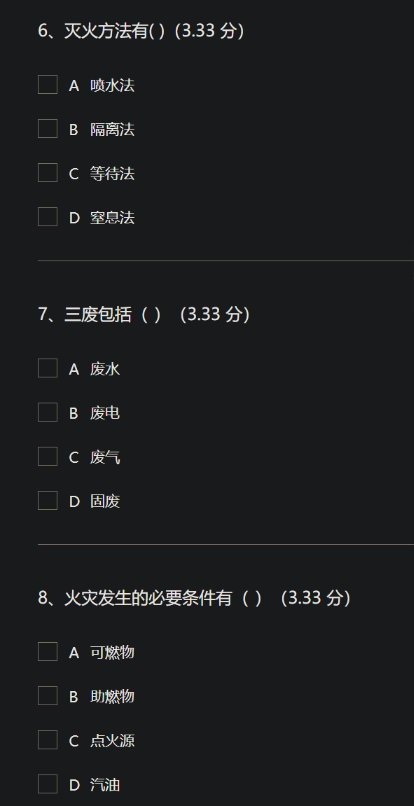 6、灭火方法有( )（3.33 分）
A 喷水法
B 隔离法
C 等待法
D 窒息法
7、三废包括（ ）（3.33 分）
A 废水
B 废电
C 废气
D 固废
8、火灾发生的必要条件有（ ）（3.33 分）
A 可燃物
B 助燃物
C 点火源
D 汽油